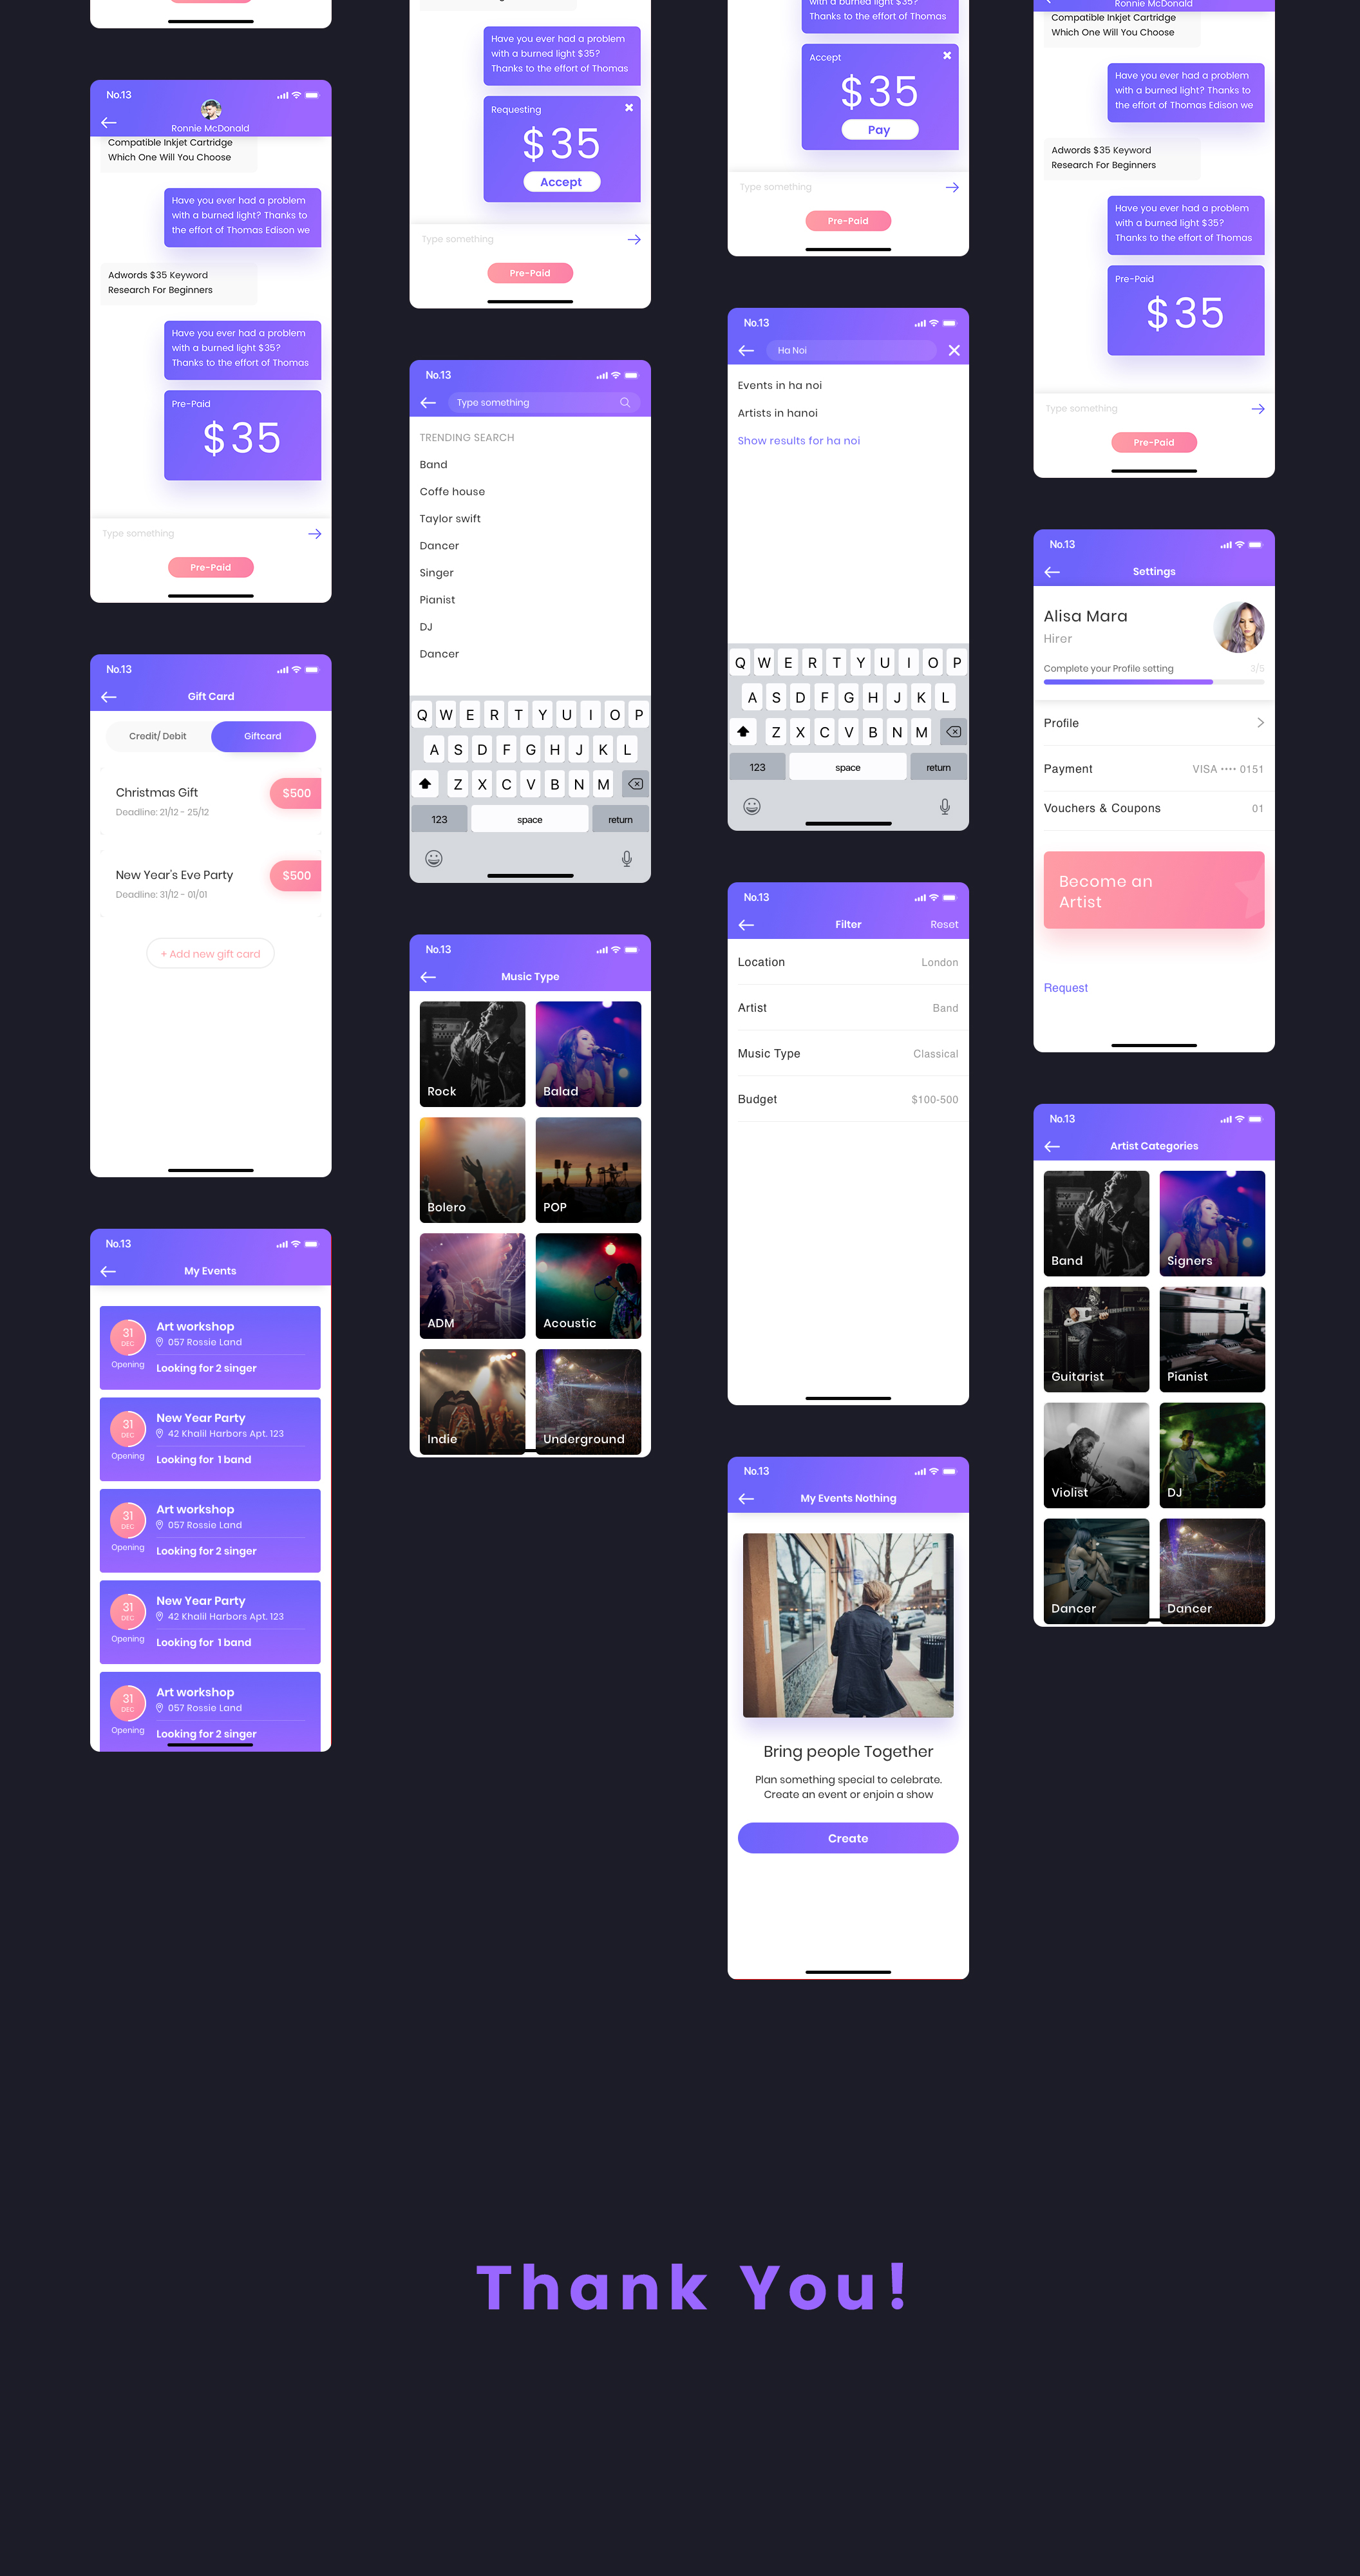 No.13
Ronnie McDonald
Compatible Inkjet Cartridge
Which One Will You Choose
Have you ever had a problem
with a burned light? Thanks to
the effort of Thomas Edison we
Adwords $35 Keyword
Research For Beginners
Have you ever had a problem
with a burned light $35?
Thanks to the effort of Thomas
Pre-Paid
$35
Type something
Pre-Paid
No.13
Gift Card
Credit/ Debit
Giftcard
Christmas Gift
$500
Deadline: 21/12 - 25/12
New Year's Eve Party
$500
Deadline: 31/12 - 01/01
+ Add new gift card
No.13
My Events
31
DEC
Opening
Art workshop
057 Rossie Land
Looking for 2 singer
31
DEC
Opening
New Year Party
42 Khalil Harbors Apt. 123
Looking for 1 band
31
DEC
Opening
Art workshop
057 Rossie Land
Looking for 2 singer
31
DEC
Opening
New Year Party
42 Khalil Harbors Apt. 123
Looking for 1 band
31
DEC
Opening
Art workshop
057 Rossie Land
Looking for 2 singer
Have you ever had a problem
with a burned light $35?
Thanks to the effort of Thomas
Requesting
$35
Accept
Type something
Pre-Paid
No.13
Type something
TRENDING SEARCH
Band
Coffe house
Taylor swift
Dancer
Singer
Pianist
DJ
Dancer
Q W E R T Y U I O P
A S D F G H J K L
Z X C V B N M
123 space return
No.13
Music Type
Rock
Balad
Bolero
POP
ADM
Acoustic
Indie
Underground
with a burned light $35?
Thanks to the effort of Thomas
Accept
$35
Pay
Type something
Pre-Paid
No.13
Ha Noi
Events in ha noi
Artists in hanoi
Show results for ha noi
Q W E R T Y U I O P
A S D F G H J K L
Z X C V B N M
123 space return
No.13
Filter
Reset
Location
London
Artist
Band
Music Type
Classical
Budget
$100-500
No.13
My Events Nothing
Bring people Together
Plan something special to celebrate.
Create an event or enjoin a show
Create
Ronnie McDonald
Compatible Inkjet Cartridge
Which One Will You Choose
Have you ever had a problem
with a burned light? Thanks to
the effort of Thomas Edison we
Adwords $35 Keyword
Research For Beginners
Have you ever had a problem
with a burned light $35?
Thanks to the effort of Thomas
Pre-Paid
$35
Type something
Pre-Paid
No.13
Settings
Alisa Mara
Hirer
Complete your Profile setting
3/5
Profile
Payment
VISA •••• 0151
Vouchers & Coupons
01
Become an
Artist
Request
No.13
Artist Categories
Band
Signers
Guitarist
Pianist
Violist
DJ
Dancer
Dancer
Thank You!